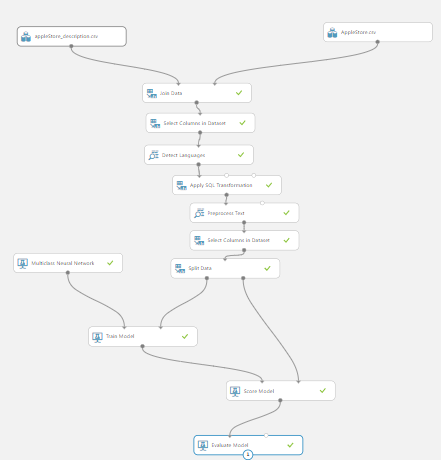 appleStore_description.csv
AppleStore.csv
Join Data
Select Columns in Dataset
Detect Languages
Apply SQL Transformation
Preprocess Text
Select Columns in Dataset
Multiclass Neural Network
Split Data
Train Model
Score Model
Evaluate Model
1